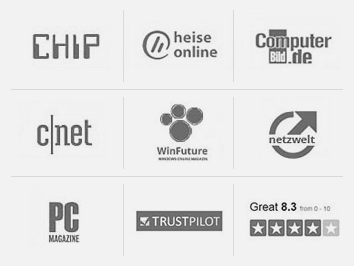 CHIP
heise
online
Computer
Bild.de
c|net
WinFuture
WINDOWS ONLINE MAGAZIN
netzwelt
PC
MAGAZINE
TRUSTPILOT
Great 8.3 from 0 - 10